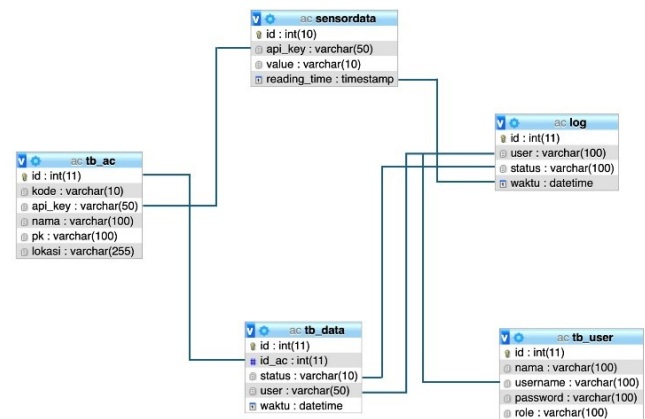 ac sensordata
id : int(10)
api_key : varchar(50)
value : varchar(10)
reading_time : timestamp
ac log
id : int(11)
user : varchar(100)
status : varchar(100)
waktu : datetime
ac tb_ac
id : int(11)
kode : varchar(10)
api_key : varchar(50)
nama : varchar(100)
pk : varchar(100)
lokasi : varchar(255)
ac tb_data
id : int(11)
id_ac : int(11)
status : varchar(10)
user : varchar(50)
waktu : datetime
ac tb_user
id : int(11)
nama : varchar(100)
username : varchar(100)
password : varchar(100)
role : varchar(100)